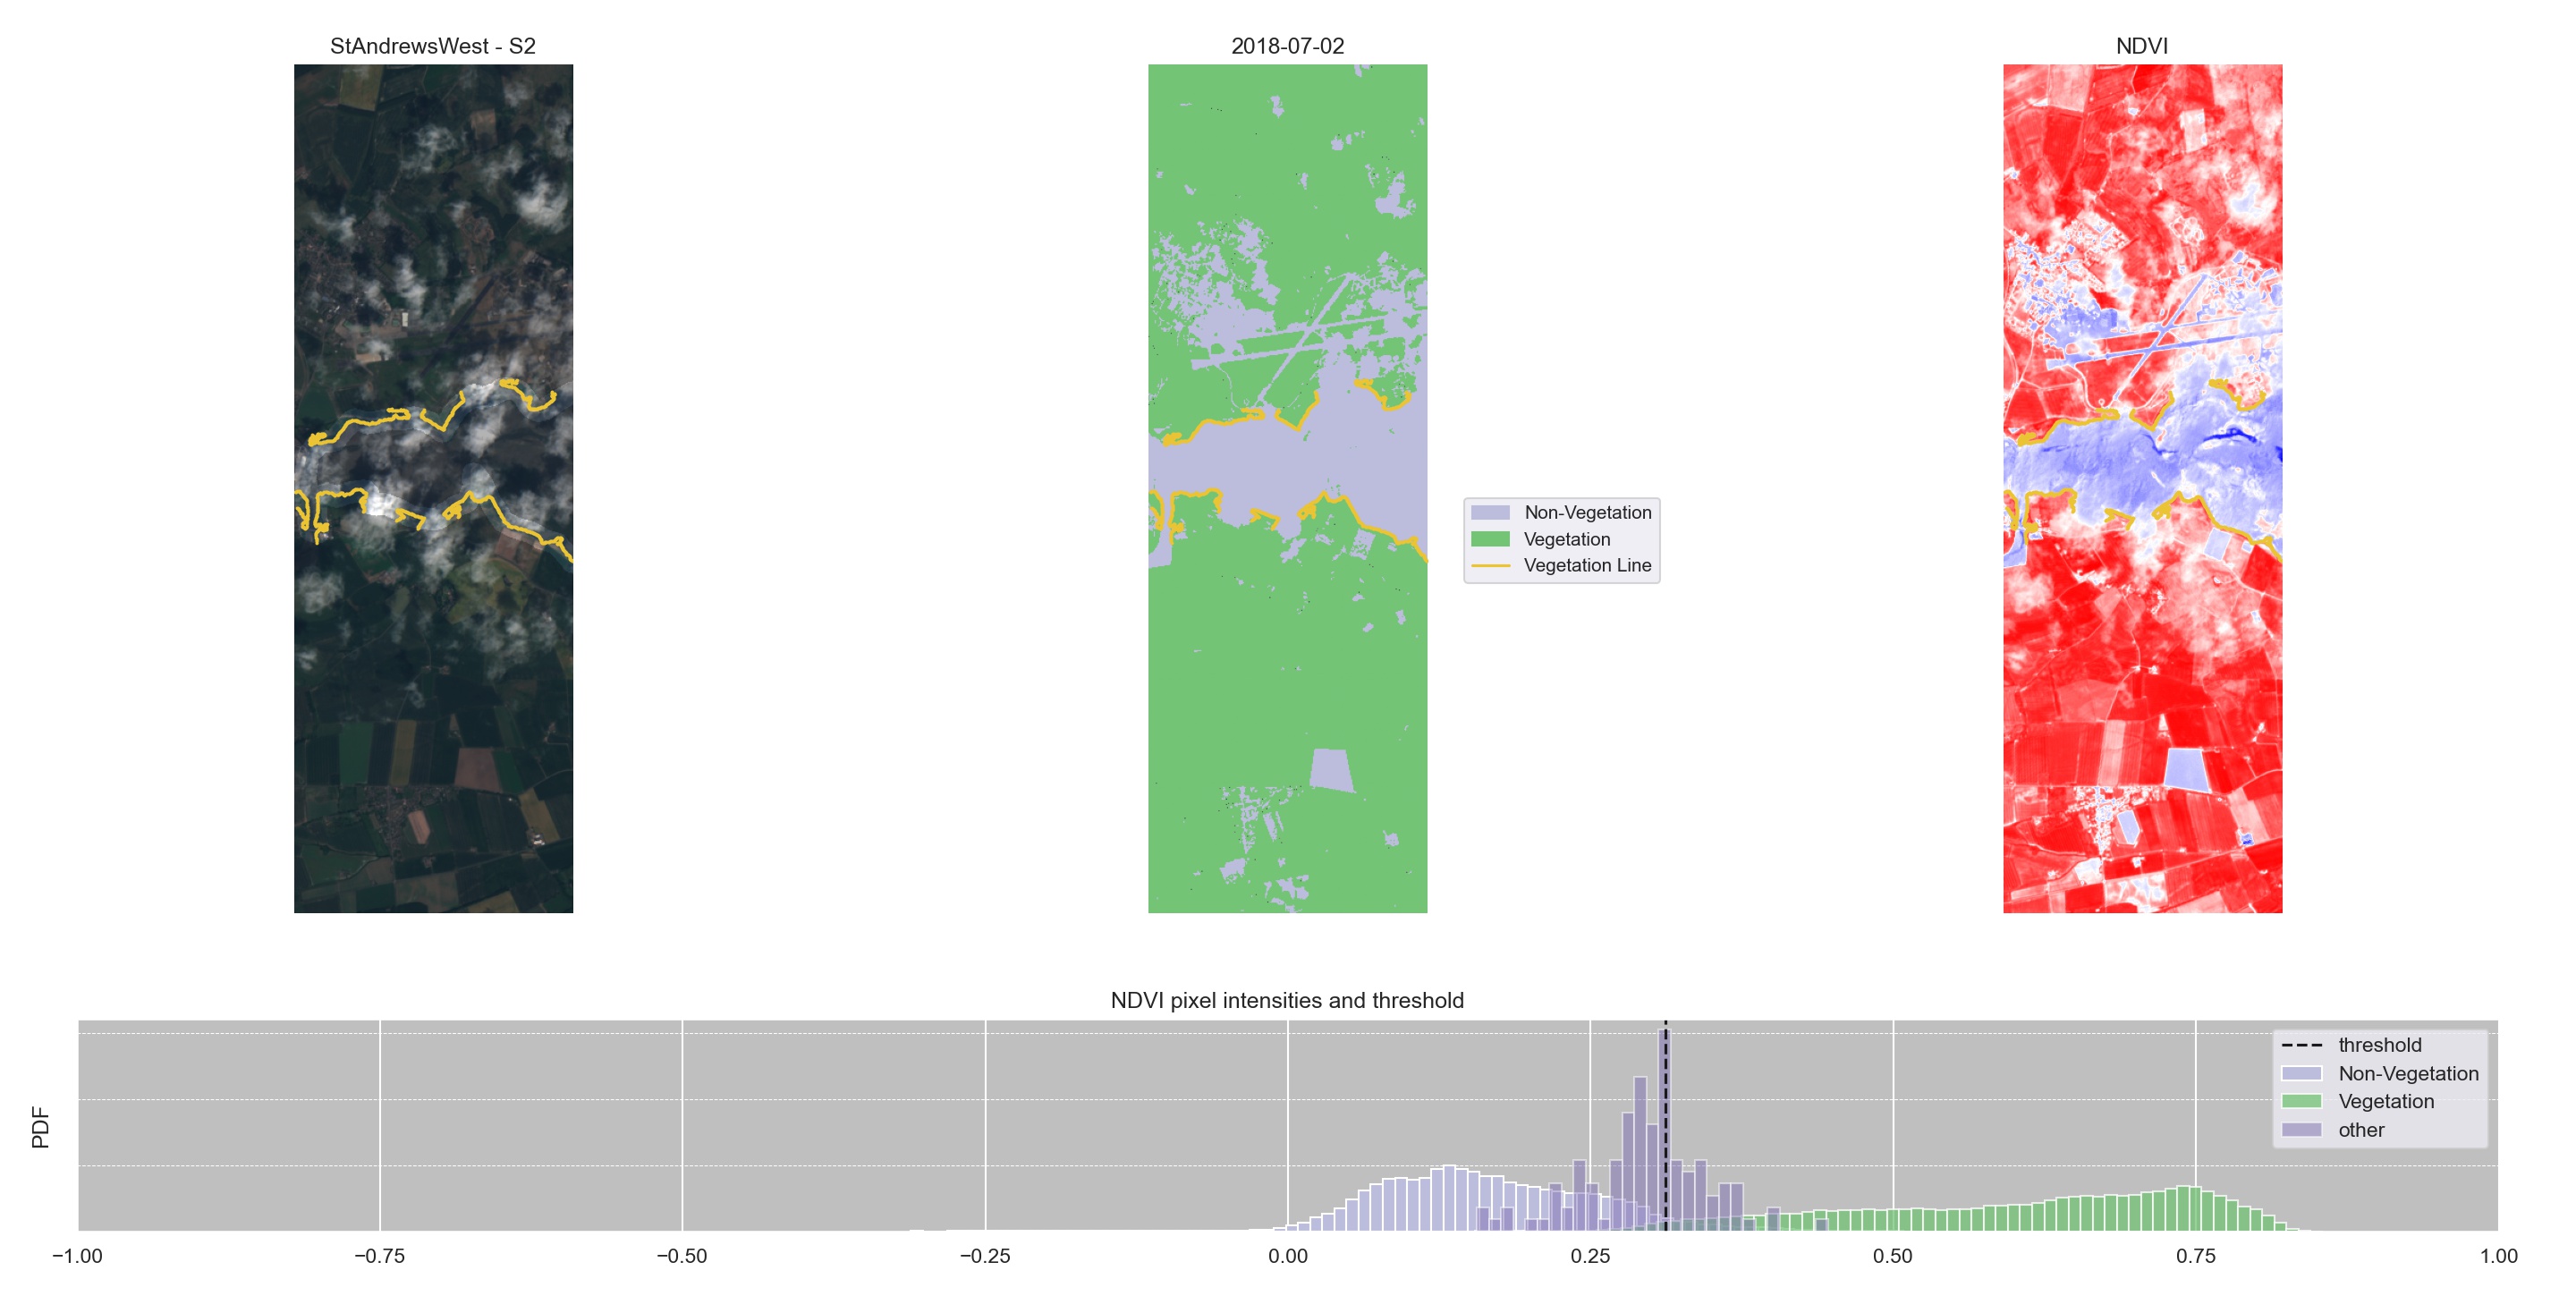 StAndrewsWest - S2
2018-07-02
NDVI
Non-Vegetation
Vegetation
Vegetation Line
NDVI pixel intensities and threshold
PDF
threshold
Non-Vegetation
Vegetation
other
−1.00 −0.75 −0.50 −0.25 0.00 0.25 0.50 0.75 1.00